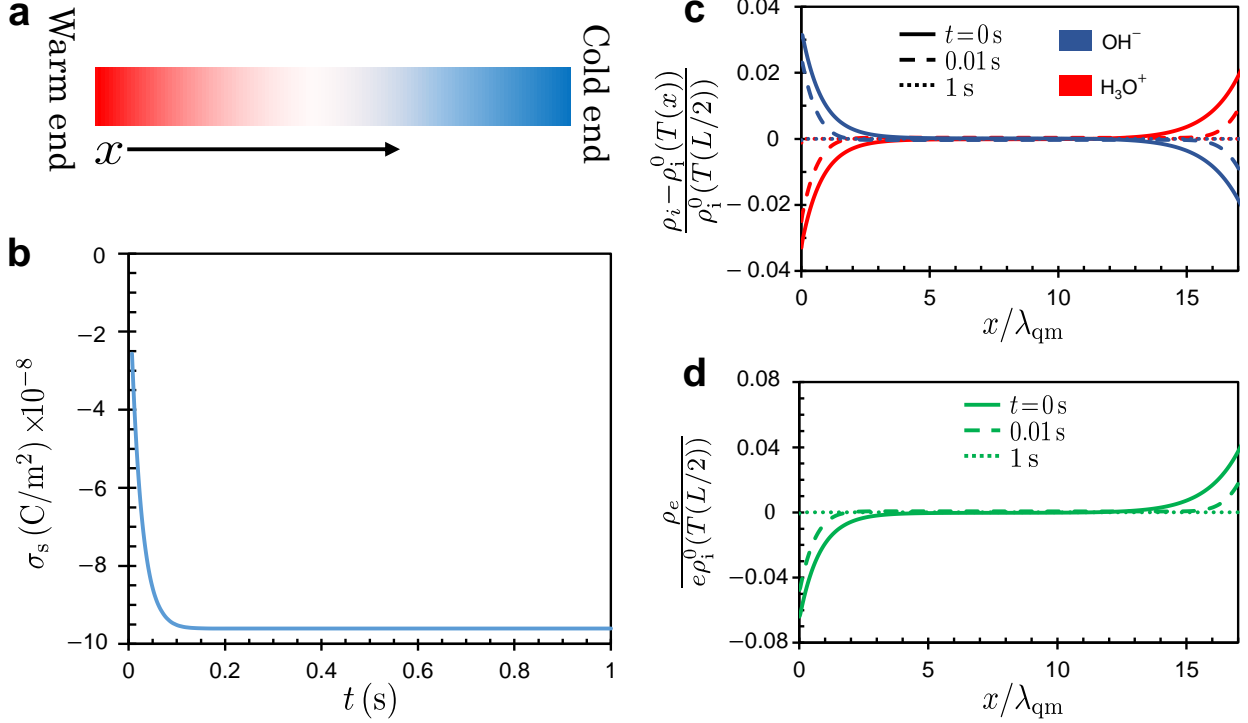 a
Warm end
Cold end
x
b
0
−2
−4
−6
−8
−10
σs (C/m²) ×10⁻⁸
0
0.2
0.4
0.6
0.8
1
t (s)
c
0.04
0.02
0
−0.02
−0.04
ρi−ρi⁰(T(x))
ρi⁰(T(L/2))
t=0 s
0.01 s
1 s
OH⁻
H₃O⁺
0
5
10
15
x/λqm
d
0.08
0.04
0
−0.04
−0.08
ρe
eρi⁰(T(L/2))
t=0 s
0.01 s
1 s
0
5
10
15
x/λqm